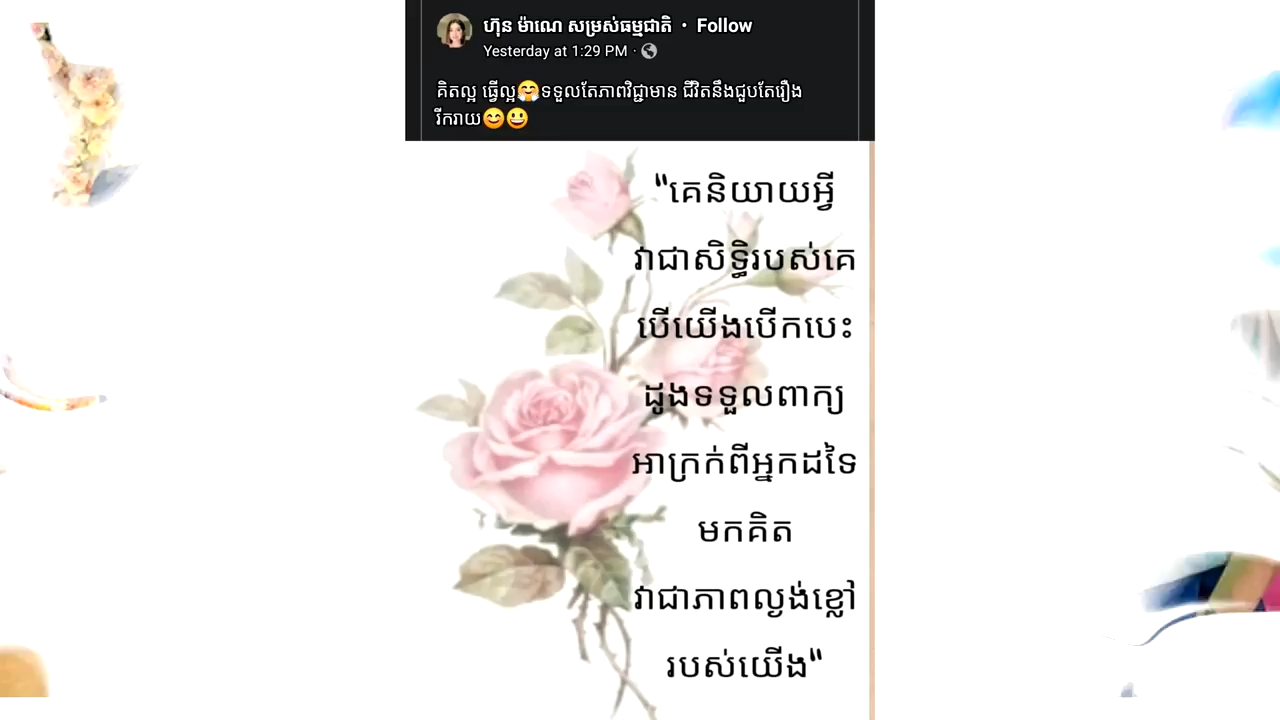 ហ៊ុន ម៉ាណេ សម្រស់ធម្មជាតិ · Follow
Yesterday at 1:29 PM ·
គិតល្អ ធ្វើល្អ🤗ទទួលតែភាពវិជ្ជាមាន ជីវិតនឹងជួបតែរឿង
រីករាយ😊😃
"គេនិយាយអ្វី
វាជាសិទ្ធិរបស់គេ
បើយើងបើកបេះ
ដូងទទួលពាក្យ
អាក្រក់ពីអ្នកដទៃ
មកគិត
វាជាភាពល្ងង់ខ្លៅ
របស់យើង"